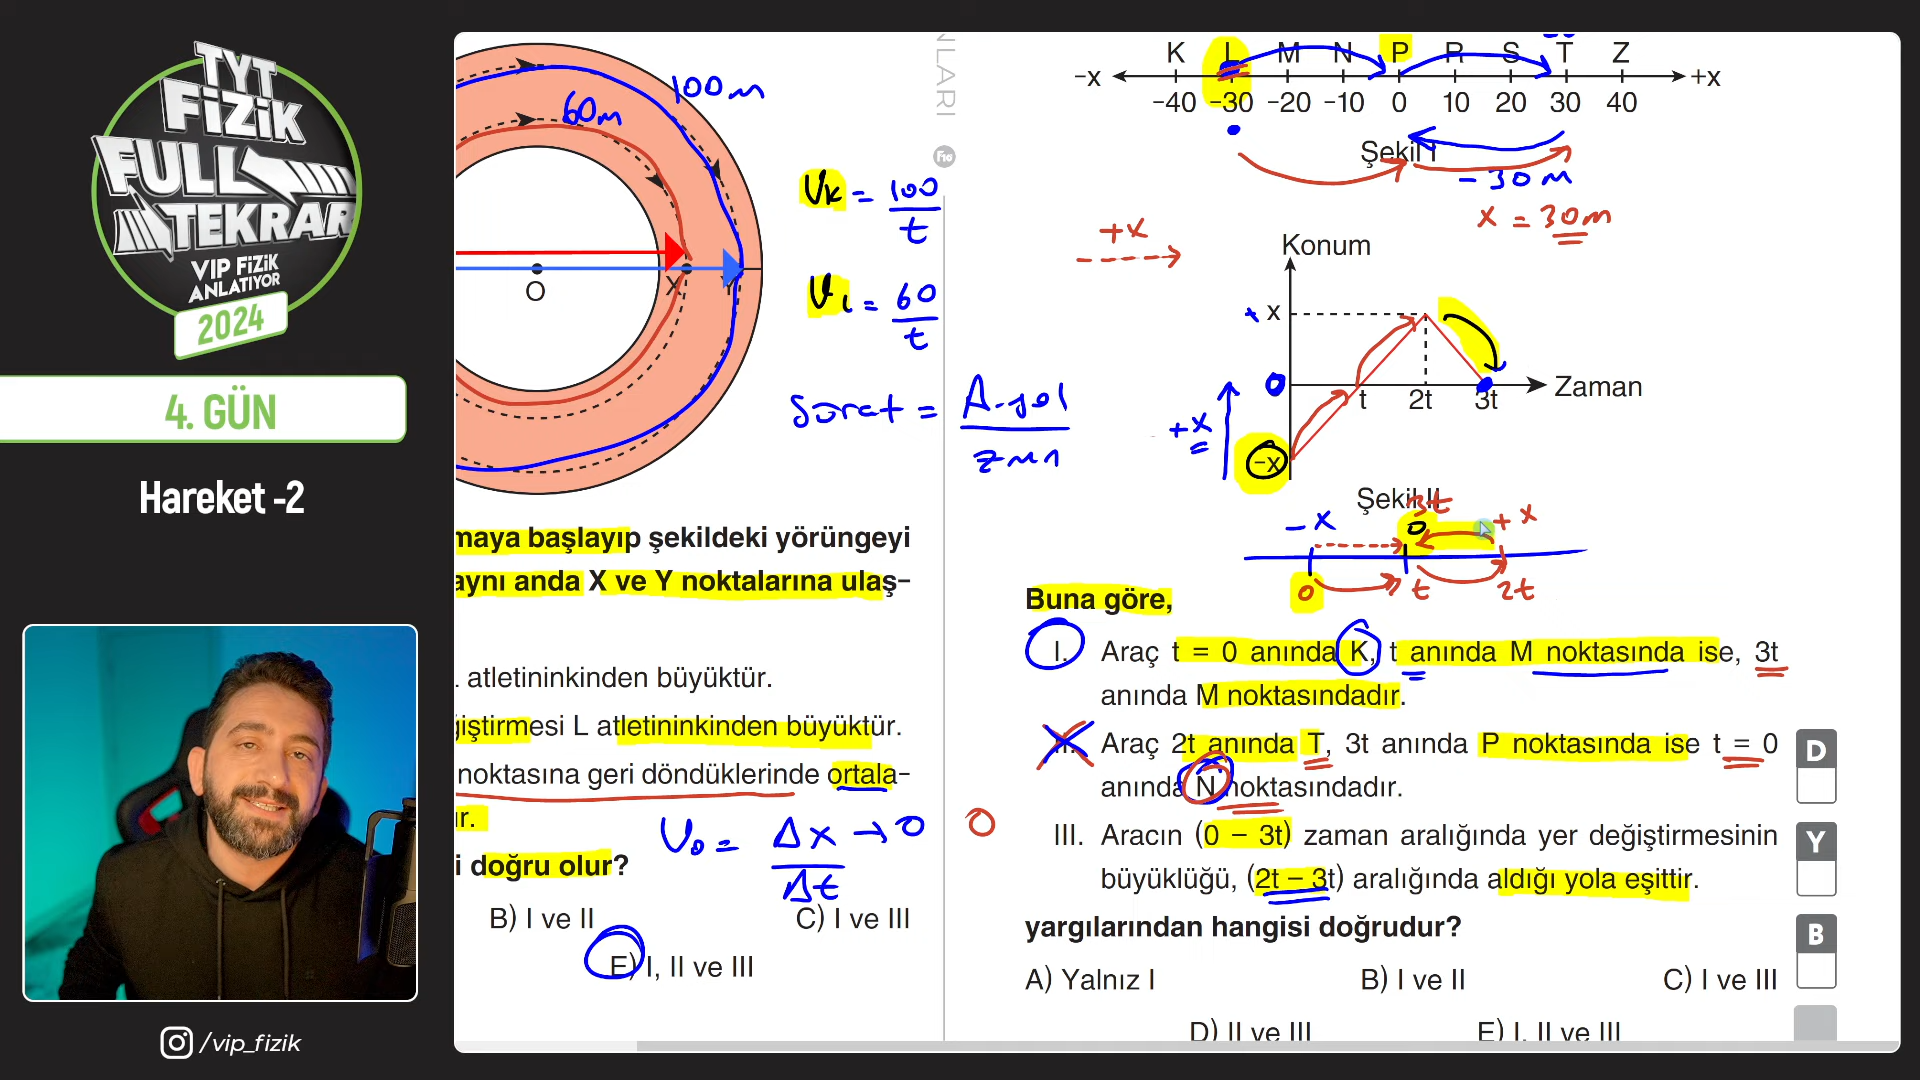 TYT
FiZiK
FULL
TEKRAR
VIP FiZiK
ANLATIYOR
2024
4. GÜN
Hareket -2
/vip_fizik
NLARI
100m
60m
O
X
Y
VK = 100
t
VL = 60
t
Sürat = A.yol
zmn
maya başlayıp şekildeki yörüngeyi
aynı anda X ve Y noktalarına ulaş-
. atletininkinden büyüktür.
ğiştirmesi L atletininkinden büyüktür.
noktasına geri döndüklerinde ortala-
ır.
V0 = Δx → 0
Δt
i doğru olur?
B) I ve II
C) I ve III
E) I, II ve III
K L M N P R S T Z
-x +x
-40 -30 -20 -10 0 10 20 30 40
Şekil I
- 30 m
x = 30m
+x
Konum
+ x
0
t 2t 3t
Zaman
+x
-x
Şekil II
3t
-x 0 +x
0 t 2t
Buna göre,
I. Araç t = 0 anında K, t anında M noktasında ise, 3t
anında M noktasındadır.
II. Araç 2t anında T, 3t anında P noktasında ise t = 0
anında N noktasındadır.
III. Aracın (0 - 3t) zaman aralığında yer değiştirmesinin
büyüklüğü, (2t - 3t) aralığında aldığı yola eşittir.
yargılarından hangisi doğrudur?
A) Yalnız I
B) I ve II
C) I ve III
D) II ve III
E) I, II ve III
D
Y
B